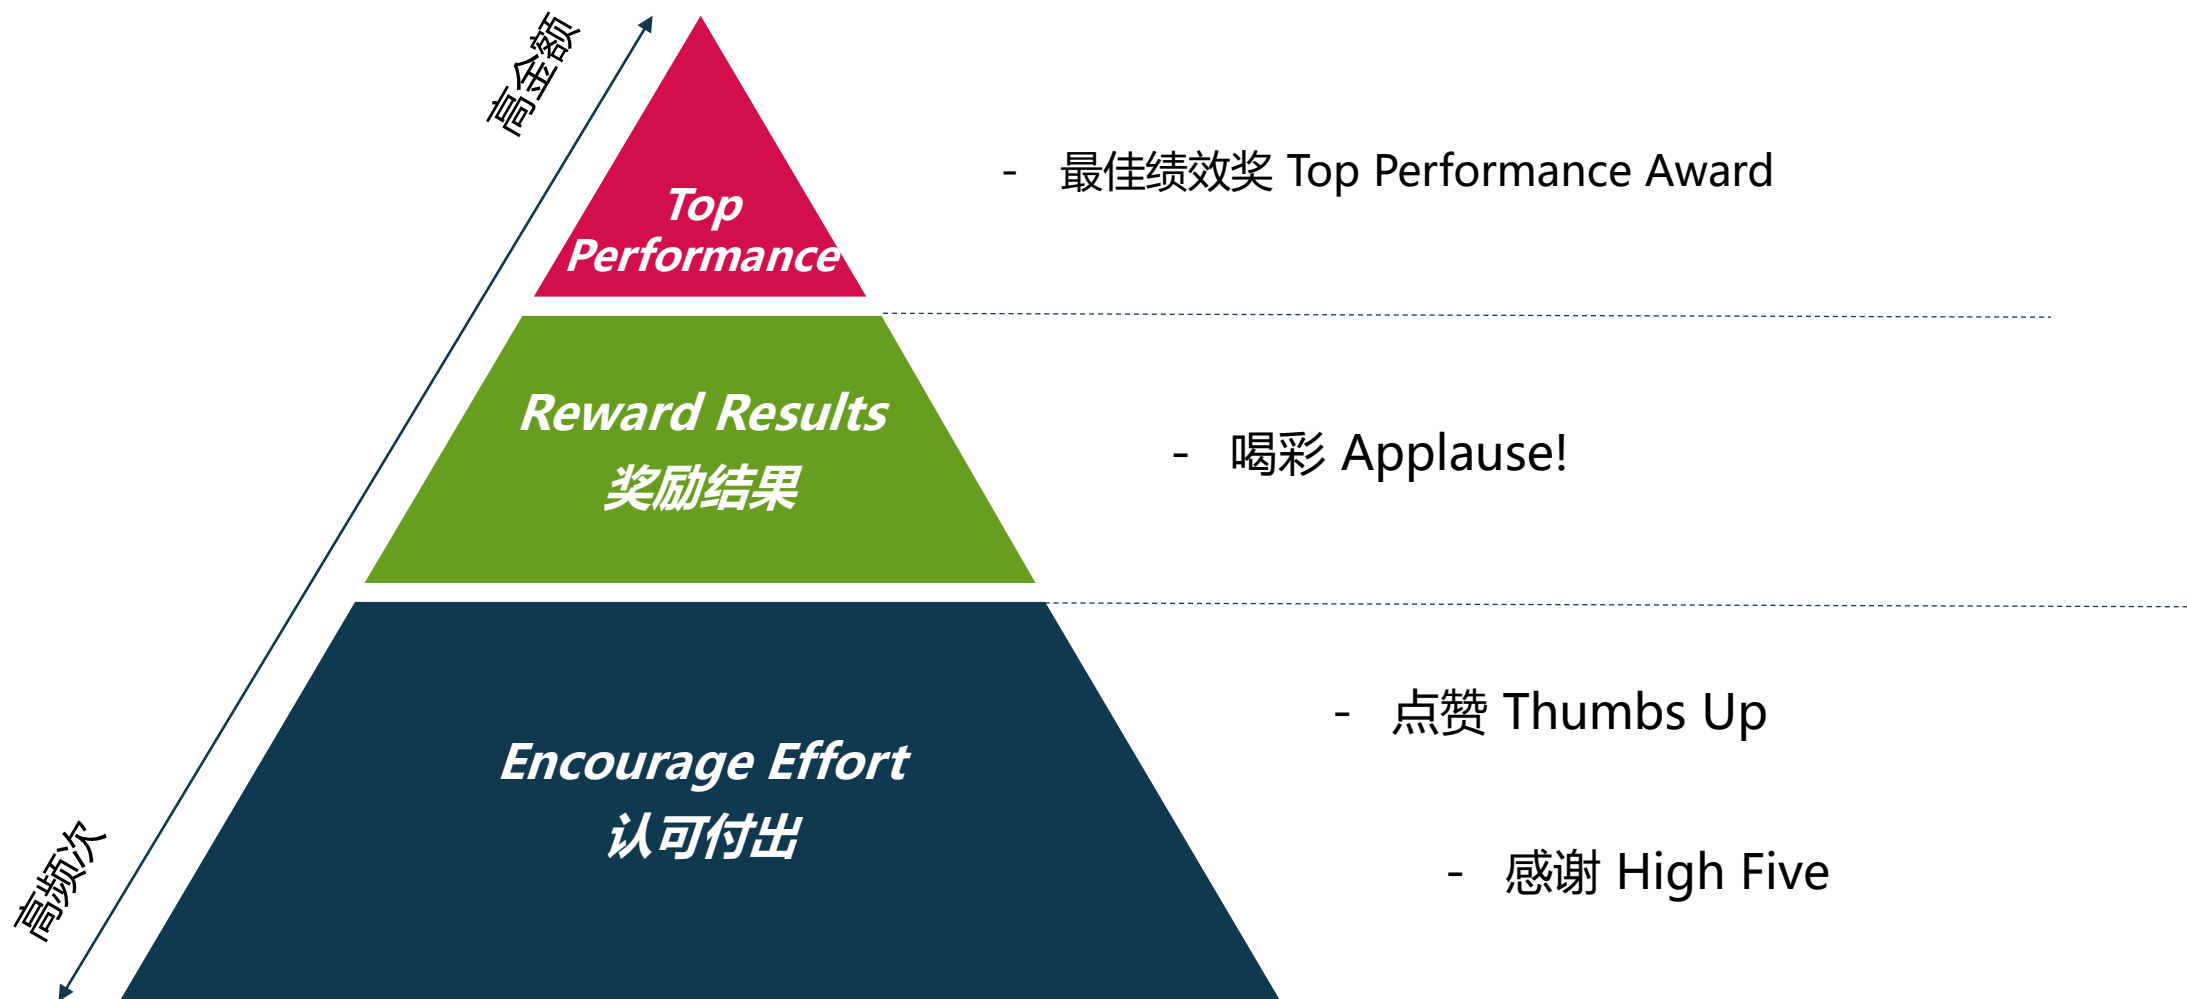 高金额
Top
Performance
- 最佳绩效奖 Top Performance Award
Reward Results
奖励结果
- 喝彩 Applause!
Encourage Effort
认可付出
- 点赞 Thumbs Up
- 感谢 High Five
高频次